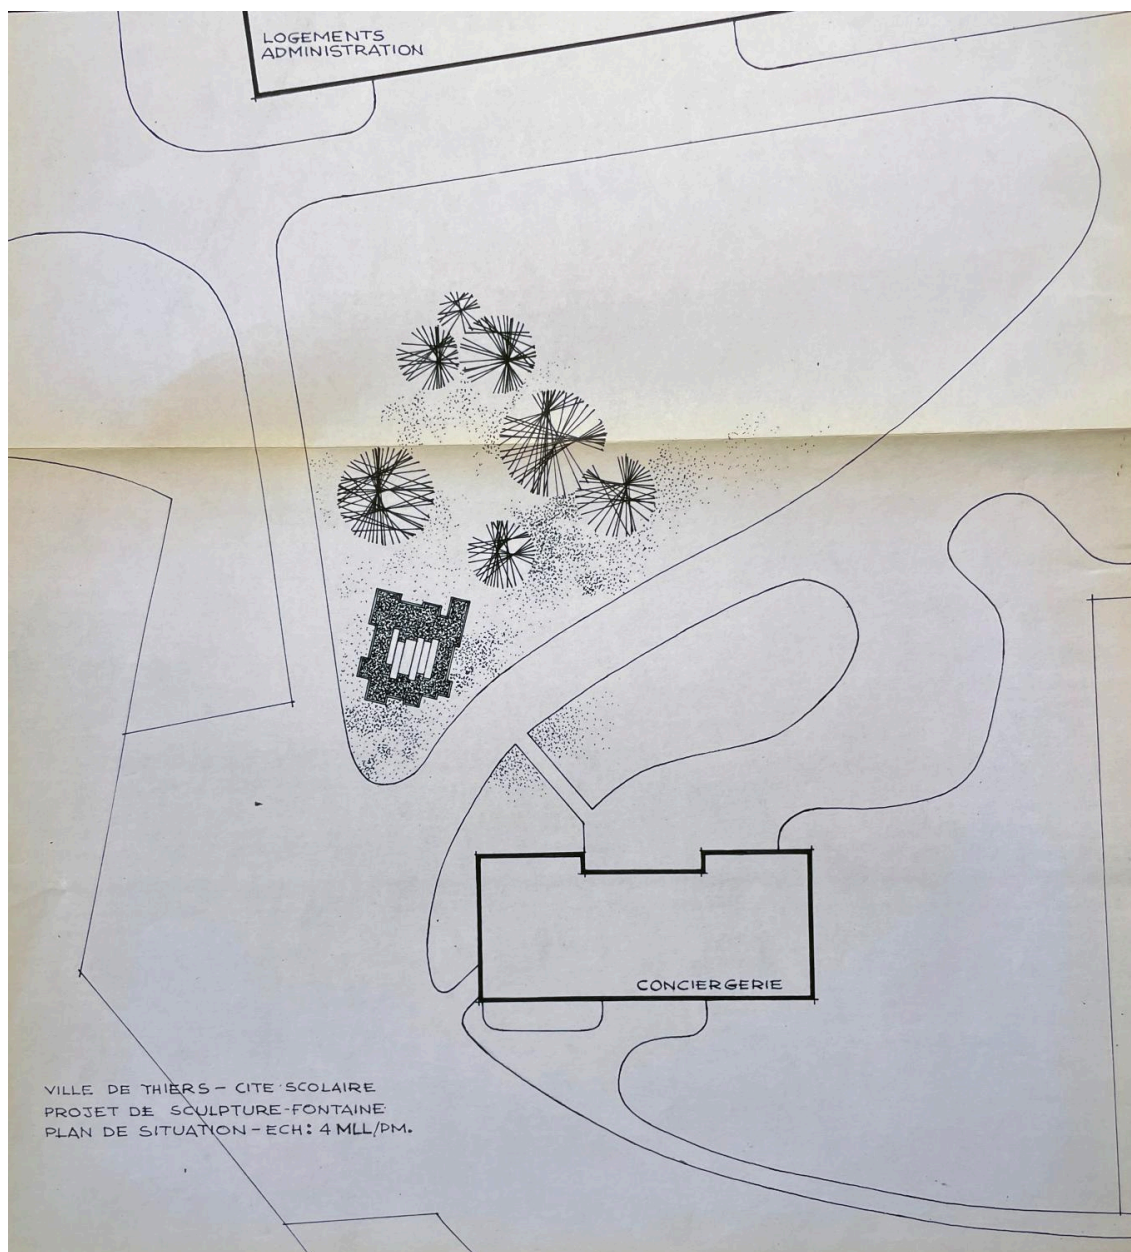 LOGEMENTS
ADMINISTRATION
CONCIERGERIE
VILLE DE THIERS - CITE SCOLAIRE
PROJET DE SCULPTURE-FONTAINE
PLAN DE SITUATION - ECH: 4 MLL/PM.